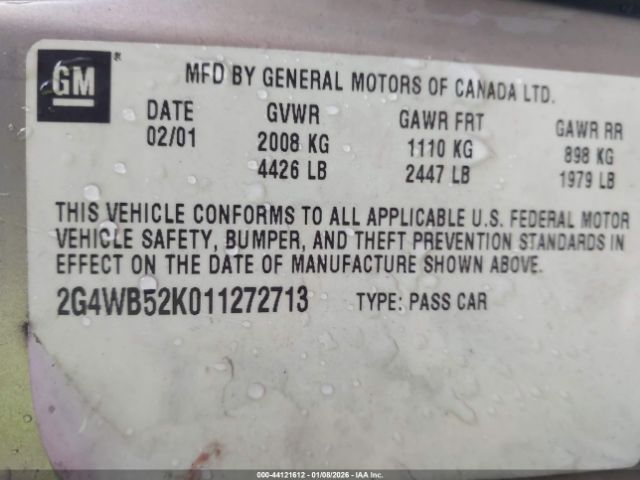 GM ®
MFD BY GENERAL MOTORS OF CANADA LTD.
DATE GVWR GAWR FRT GAWR RR
02/01 2008 KG 1110 KG 898 KG
4426 LB 2447 LB 1979 LB
THIS VEHICLE CONFORMS TO ALL APPLICABLE U.S. FEDERAL MOTOR
VEHICLE SAFETY, BUMPER, AND THEFT PREVENTION STANDARDS IN
EFFECT ON THE DATE OF MANUFACTURE SHOWN ABOVE.
2G4WB52K011272713 TYPE: PASS CAR
000-44121612 - 01/08/2026 - IAA Inc.